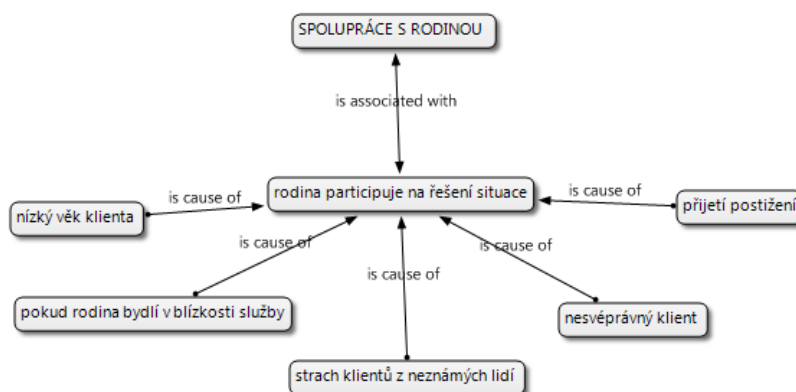 SPOLUPRÁCE S RODINOU
is associated with
rodina participuje na řešení situace
is cause of
nízký věk klienta
is cause of
přijetí postižení
is cause of
pokud rodina bydlí v blízkosti služby
is cause of
strach klientů z neznámých lidí
is cause of
nesvéprávný klient